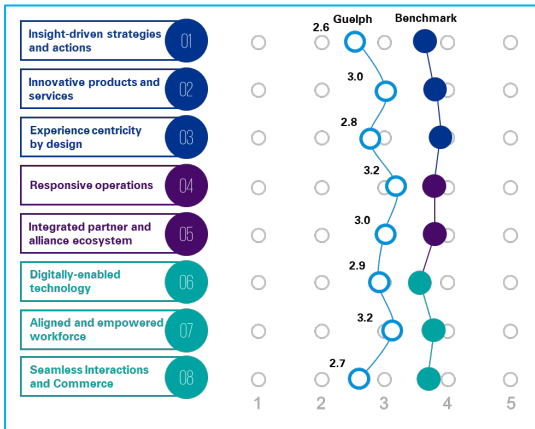 Guelph
Benchmark
Insight-driven strategies
and actions
01
2.6
Innovative products and
services
02
3.0
Experience centricity
by design
03
2.8
Responsive operations
04
3.2
Integrated partner and
alliance ecosystem
05
3.0
Digitally-enabled
technology
06
2.9
Aligned and empowered
workforce
07
3.2
Seamless Interactions
and Commerce
08
2.7
1 2 3 4 5